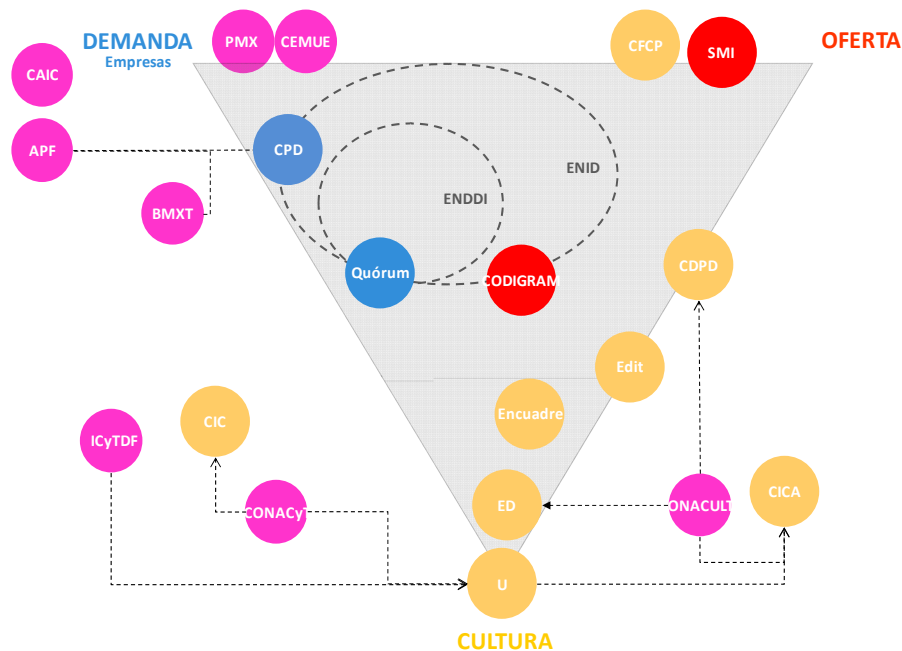 DEMANDA
Empresas
PMX
CEMUE
CFCP
SMI
OFERTA
CAIC
APF
CPD
ENID
ENDDI
BMXT
Quórum
CODIGRAM
CDPD
Edit
Encuadre
CIC
ICyTDF
CONACyT
ED
ONACULT
CICA
U
CULTURA